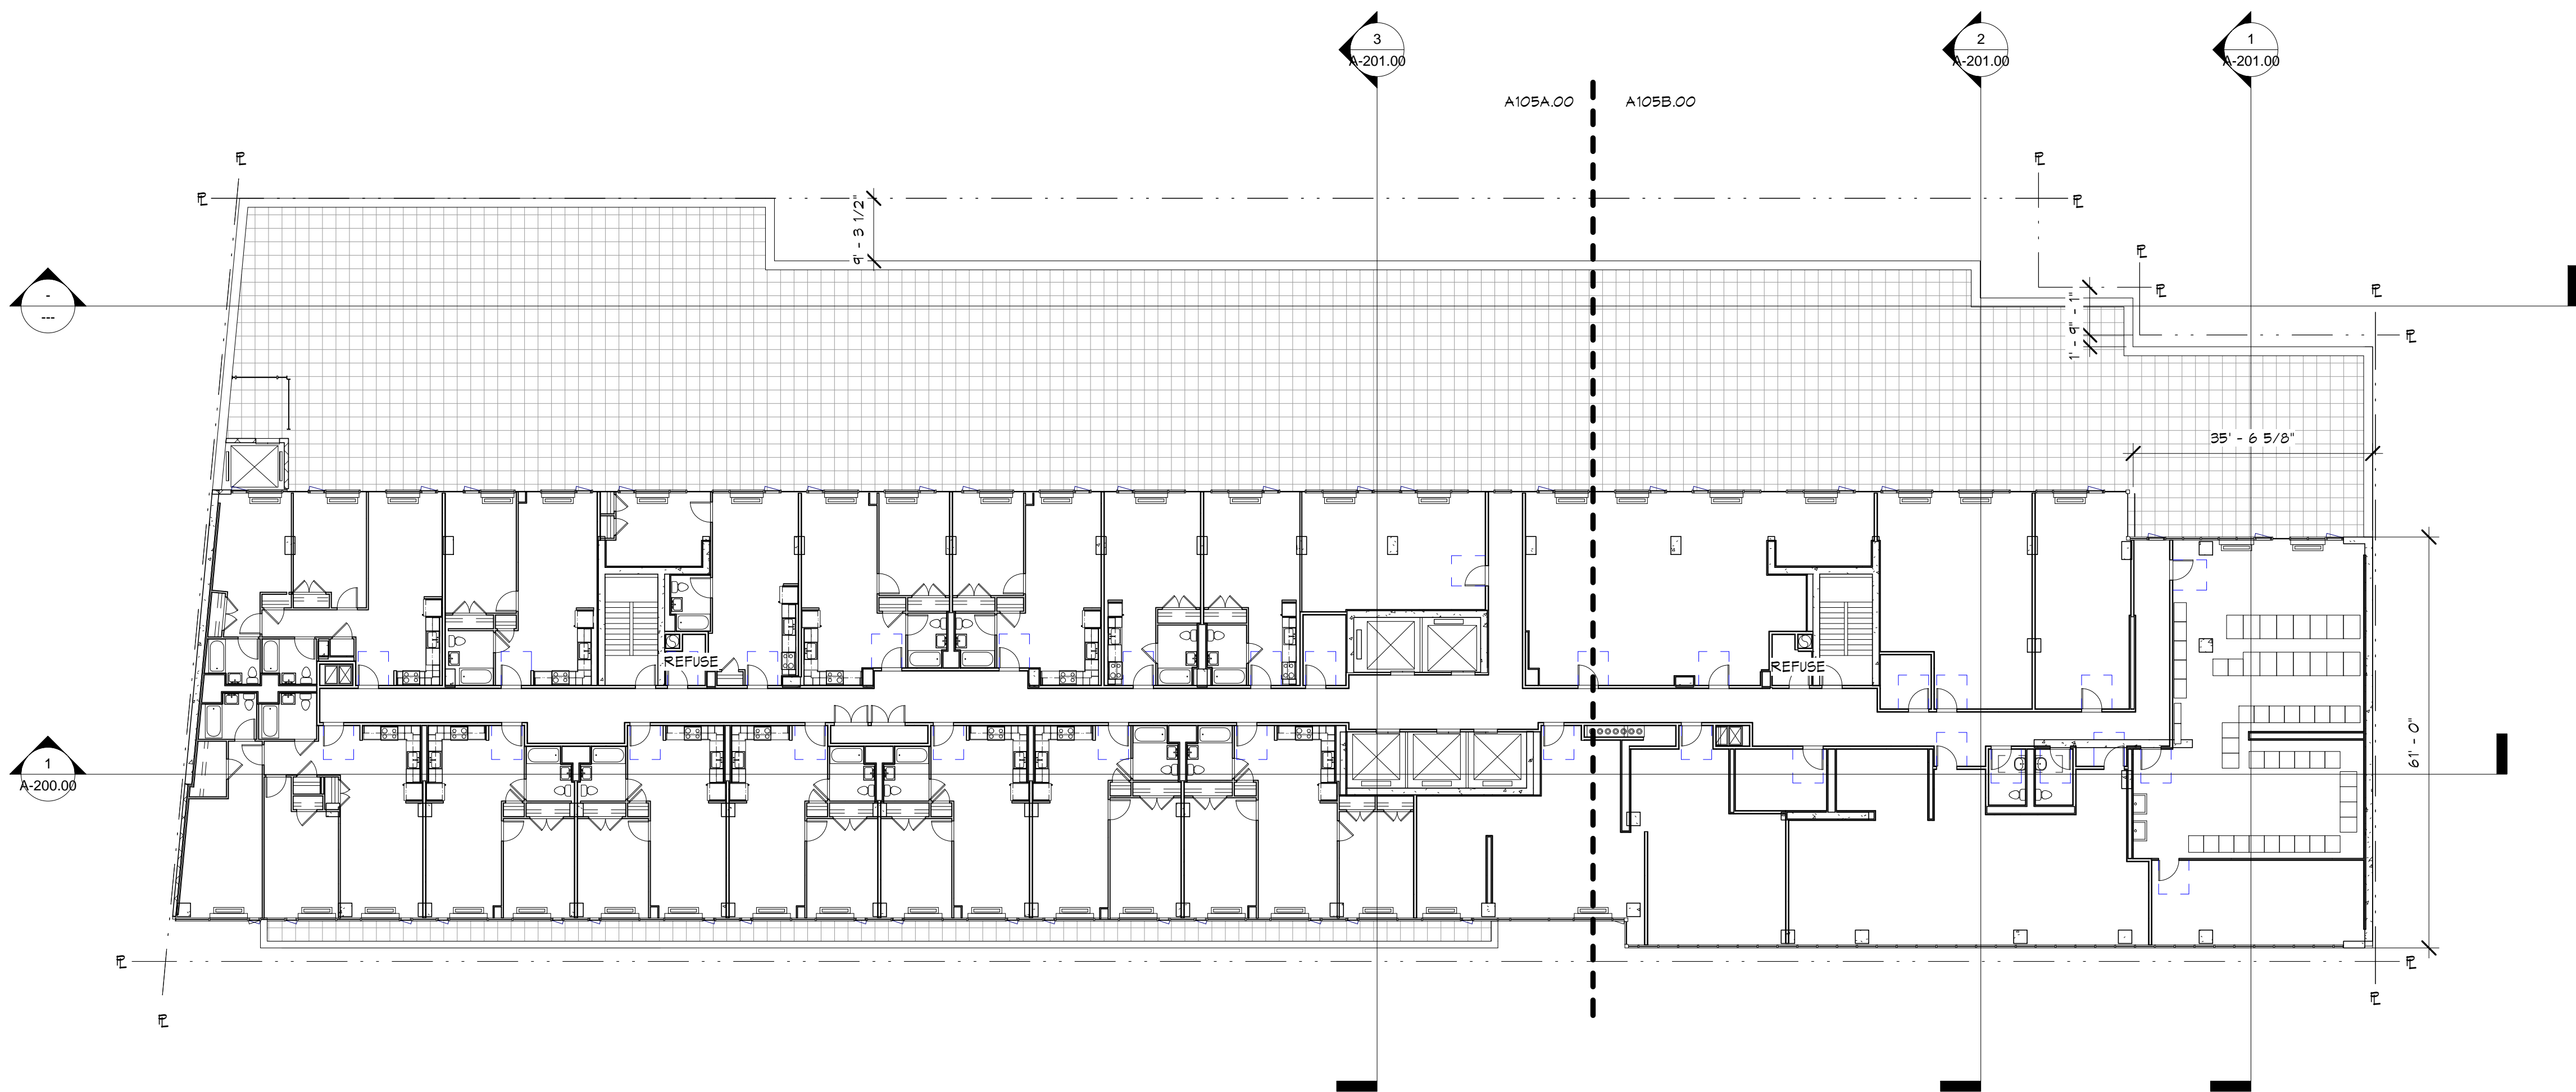 3
A-201.00
2
A-201.00
1
A-201.00
A105A.00
A105B.00
PL
PL
PL
PL
9' - 3 1/2"
PL
PL
PL
PL
-
---
1' - 9" - 1"
35' - 6 5/8"
REFUSE
REFUSE
61' - 0"
1
A-200.00
PL
PL
PL
PL